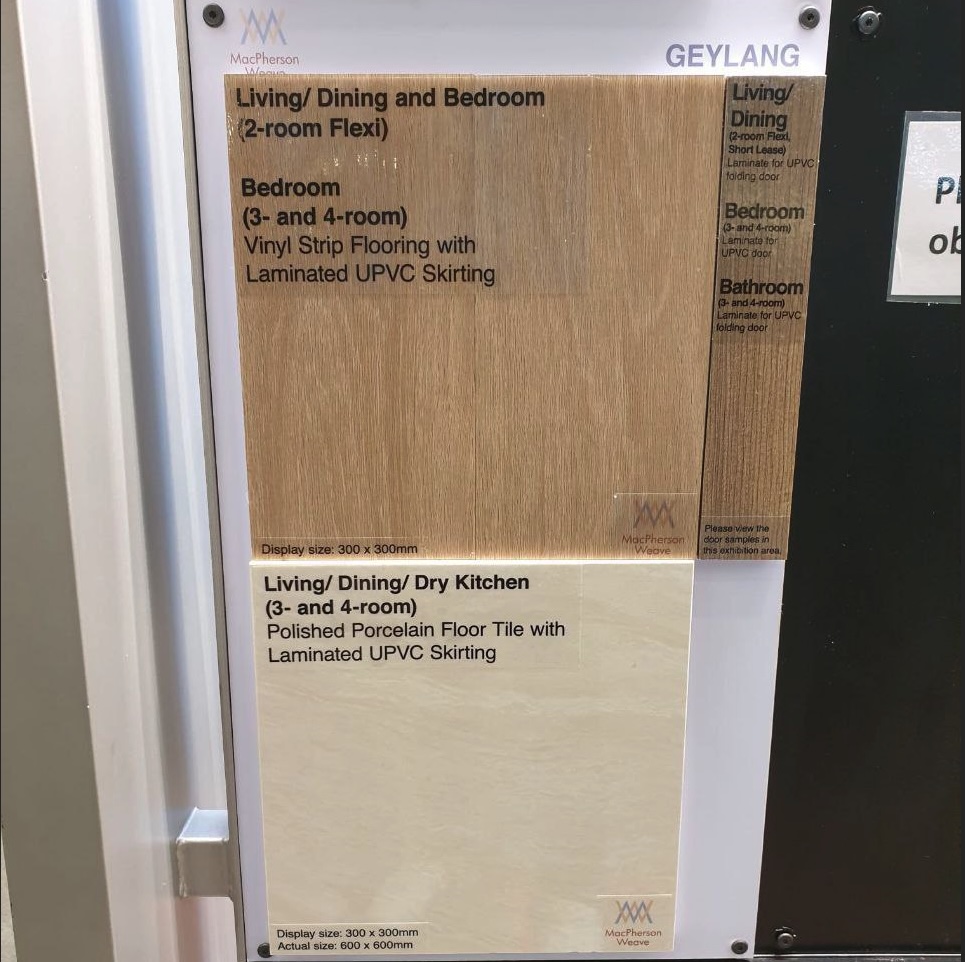 MacPherson
Weave
GEYLANG
Living/ Dining and Bedroom
(2-room Flexi)
Bedroom
(3- and 4-room)
Vinyl Strip Flooring with
Laminated UPVC Skirting
Display size: 300 x 300mm
MacPherson
Weave
Living/
Dining
(2-room Flexi,
Short Lease)
Laminate for UPVC
folding door
Bedroom
(3- and 4-room)
Laminate for
UPVC door
Bathroom
(3- and 4-room)
Laminate for UPVC
folding door
Please view the
door samples in
this exhibition area.
Living/ Dining/ Dry Kitchen
(3- and 4-room)
Polished Porcelain Floor Tile with
Laminated UPVC Skirting
Display size: 300 x 300mm
Actual size: 600 x 600mm
MacPherson
Weave